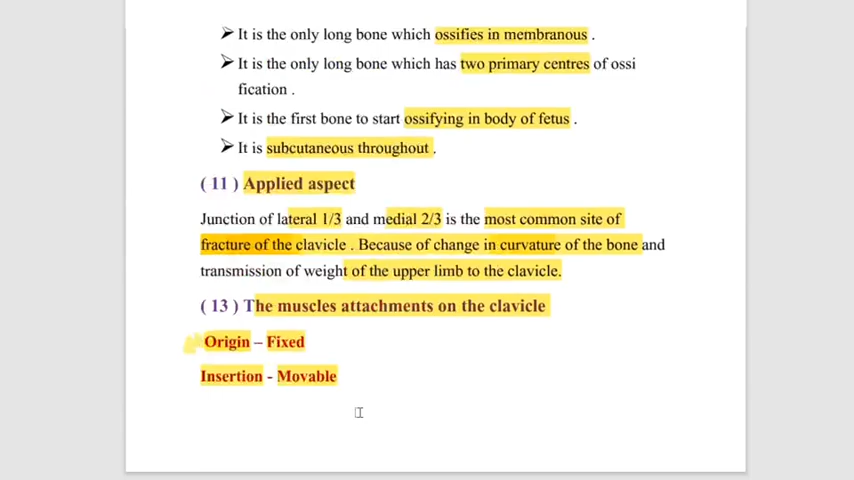 ➢ It is the only long bone which ossifies in membranous .
➢ It is the only long bone which has two primary centres of ossi
fication .
➢ It is the first bone to start ossifying in body of fetus .
➢ It is subcutaneous throughout .
( 11 ) Applied aspect
Junction of lateral 1/3 and medial 2/3 is the most common site of
fracture of the clavicle . Because of change in curvature of the bone and
transmission of weight of the upper limb to the clavicle.
( 13 ) The muscles attachments on the clavicle
Origin – Fixed
Insertion - Movable